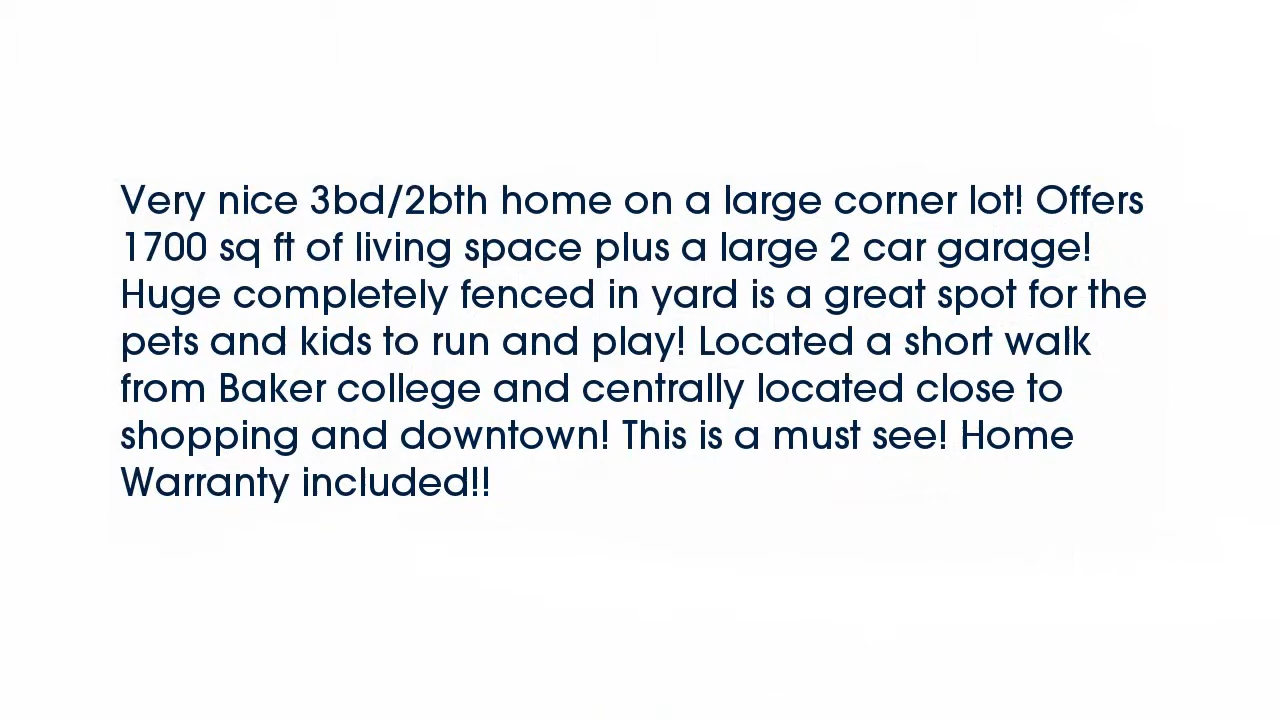 Very nice 3bd/2bth home on a large corner lot! Offers
1700 sq ft of living space plus a large 2 car garage!
Huge completely fenced in yard is a great spot for the
pets and kids to run and play! Located a short walk
from Baker college and centrally located close to
shopping and downtown! This is a must see! Home
Warranty included!!